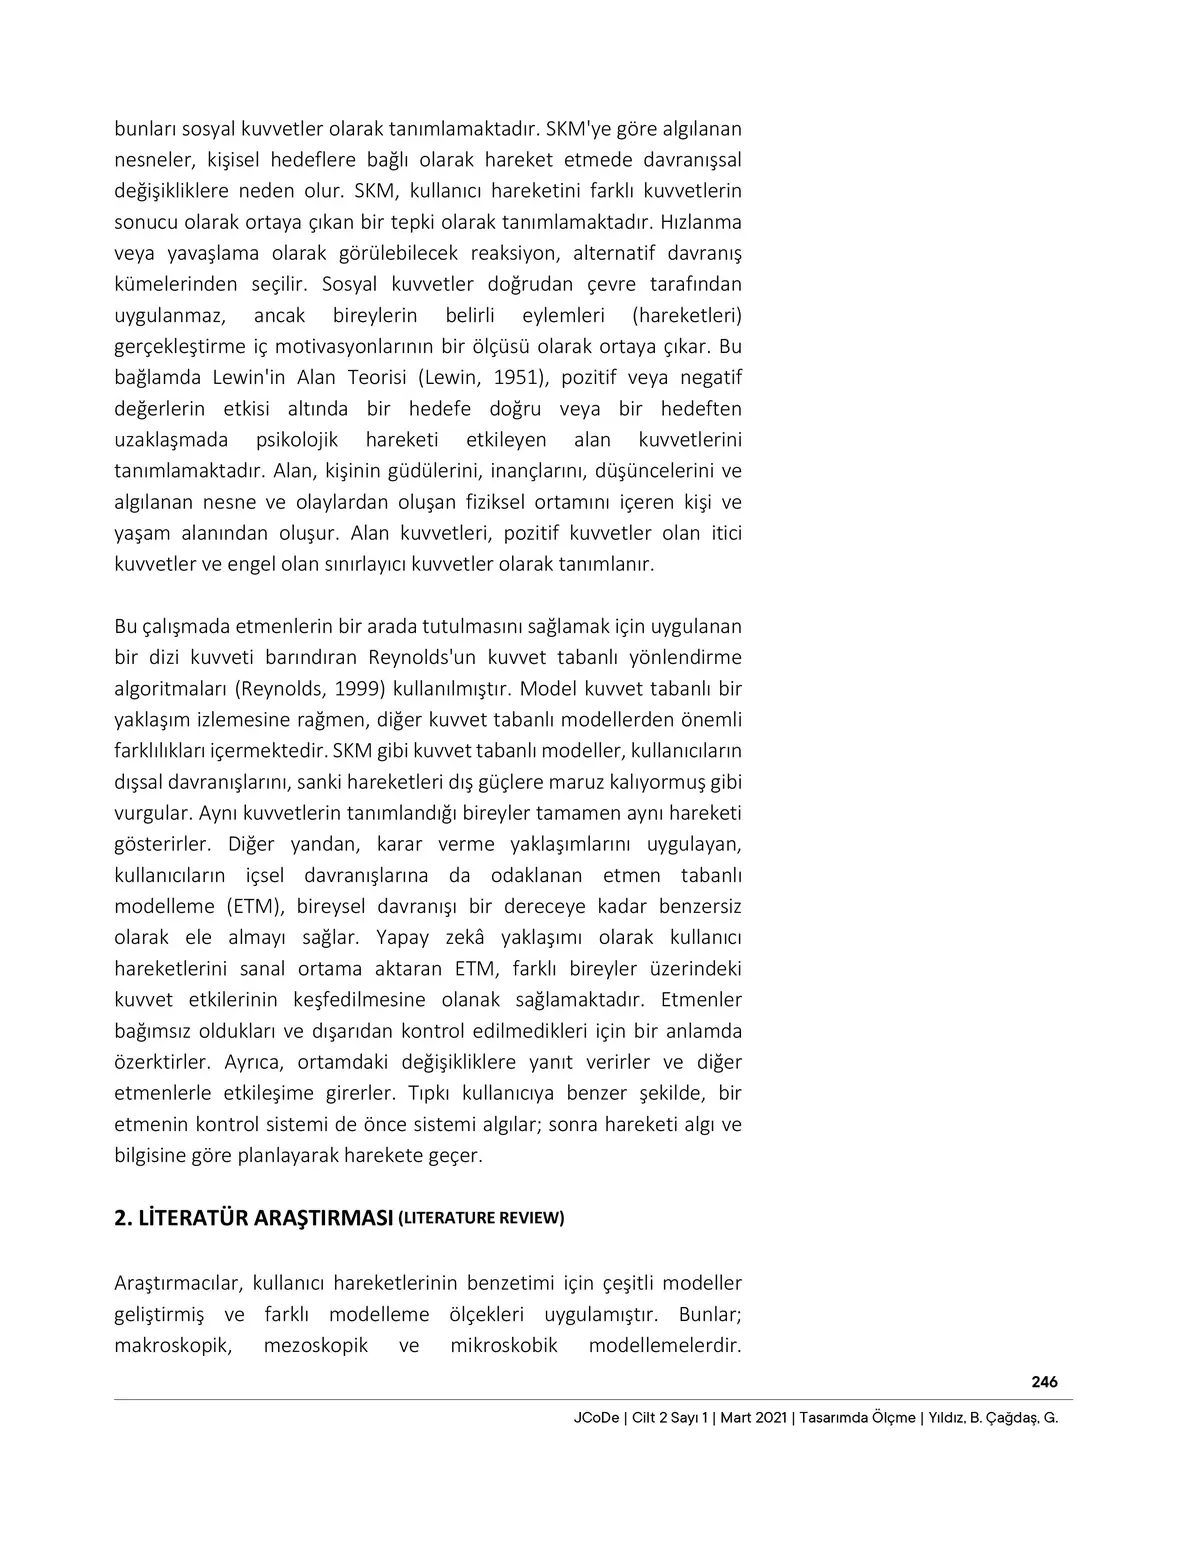 bunları sosyal kuvvetler olarak tanımlamaktadır. SKM'ye göre algılanan
nesneler, kişisel hedeflere bağlı olarak hareket etmede davranışsal
değişikliklere neden olur. SKM, kullanıcı hareketini farklı kuvvetlerin
sonucu olarak ortaya çıkan bir tepki olarak tanımlamaktadır. Hızlanma
veya yavaşlama olarak görülebilecek reaksiyon, alternatif davranış
kümelerinden seçilir. Sosyal kuvvetler doğrudan çevre tarafından
uygulanmaz, ancak bireylerin belirli eylemleri (hareketleri)
gerçekleştirme iç motivasyonlarının bir ölçüsü olarak ortaya çıkar. Bu
bağlamda Lewin'in Alan Teorisi (Lewin, 1951), pozitif veya negatif
değerlerin etkisi altında bir hedefe doğru veya bir hedeften
uzaklaşmada psikolojik hareketi etkileyen alan kuvvetlerini
tanımlamaktadır. Alan, kişinin güdülerini, inançlarını, düşüncelerini ve
algılanan nesne ve olaylardan oluşan fiziksel ortamını içeren kişi ve
yaşam alanından oluşur. Alan kuvvetleri, pozitif kuvvetler olan itici
kuvvetler ve engel olan sınırlayıcı kuvvetler olarak tanımlanır.
Bu çalışmada etmenlerin bir arada tutulmasını sağlamak için uygulanan
bir dizi kuvveti barındıran Reynolds'un kuvvet tabanlı yönlendirme
algoritmaları (Reynolds, 1999) kullanılmıştır. Model kuvvet tabanlı bir
yaklaşım izlemesine rağmen, diğer kuvvet tabanlı modellerden önemli
farklılıkları içermektedir. SKM gibi kuvvet tabanlı modeller, kullanıcıların
dışsal davranışlarını, sanki hareketleri dış güçlere maruz kalıyormuş gibi
vurgular. Aynı kuvvetlerin tanımlandığı bireyler tamamen aynı hareketi
gösterirler. Diğer yandan, karar verme yaklaşımlarını uygulayan,
kullanıcıların içsel davranışlarına da odaklanan etmen tabanlı
modelleme (ETM), bireysel davranışı bir dereceye kadar benzersiz
olarak ele almayı sağlar. Yapay zekâ yaklaşımı olarak kullanıcı
hareketlerini sanal ortama aktaran ETM, farklı bireyler üzerindeki
kuvvet etkilerinin keşfedilmesine olanak sağlamaktadır. Etmenler
bağımsız oldukları ve dışarıdan kontrol edilmedikleri için bir anlamda
özerktirler. Ayrıca, ortamdaki değişikliklere yanıt verirler ve diğer
etmenlerle etkileşime girerler. Tıpkı kullanıcıya benzer şekilde, bir
etmenin kontrol sistemi de önce sistemi algılar; sonra hareketi algı ve
bilgisine göre planlayarak harekete geçer.
2. LİTERATÜR ARAŞTIRMASI (LITERATURE REVIEW)
Araştırmacılar, kullanıcı hareketlerinin benzetimi için çeşitli modeller
geliştirmiş ve farklı modelleme ölçekleri uygulamıştır. Bunlar;
makroskopik, mezoskopik ve mikroskobik modellemelerdir.
246
JCoDe | Cilt 2 Sayı 1 | Mart 2021 | Tasarımda Ölçme | Yıldız, B. Çağdaş, G.